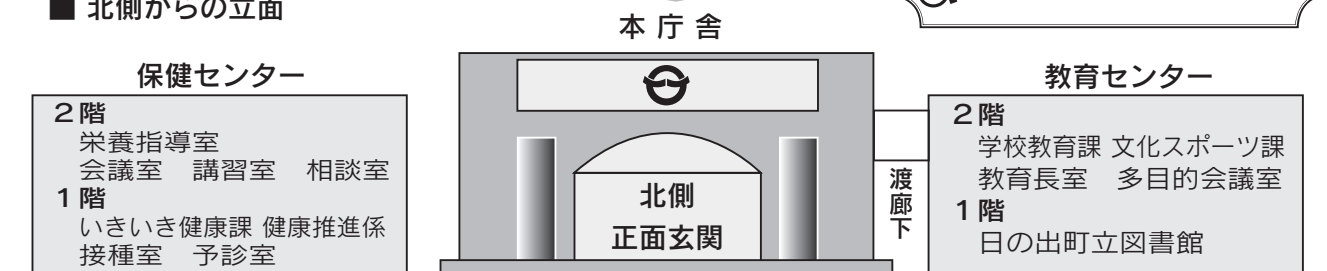 ■ 北側からの立面
本庁舎
保健センター
2階
栄養指導室
会議室 講習室 相談室
1階
いきいき健康課 健康推進係
接種室 予診室
北側
正面玄関
渡廊下
教育センター
2階
学校教育課 文化スポーツ課
教育長室 多目的会議室
1階
日の出町立図書館